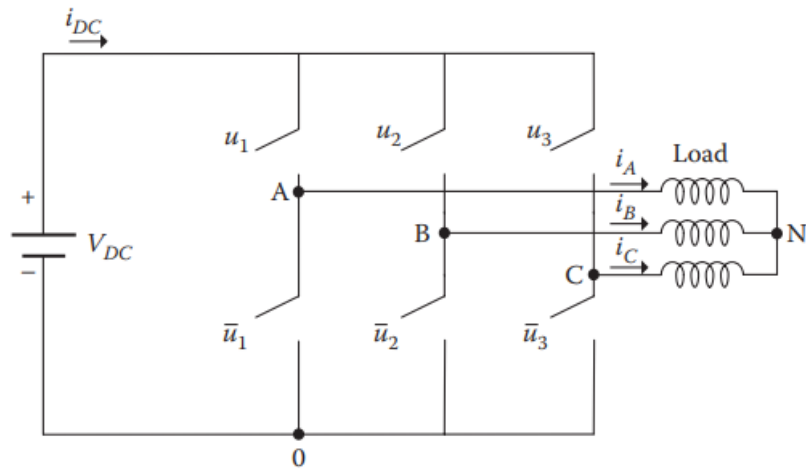 i_DC
u_1 u_2 u_3
i_A Load
A
+ i_B
B N
V_DC
i_C
−
C
ū_1 ū_2 ū_3
0